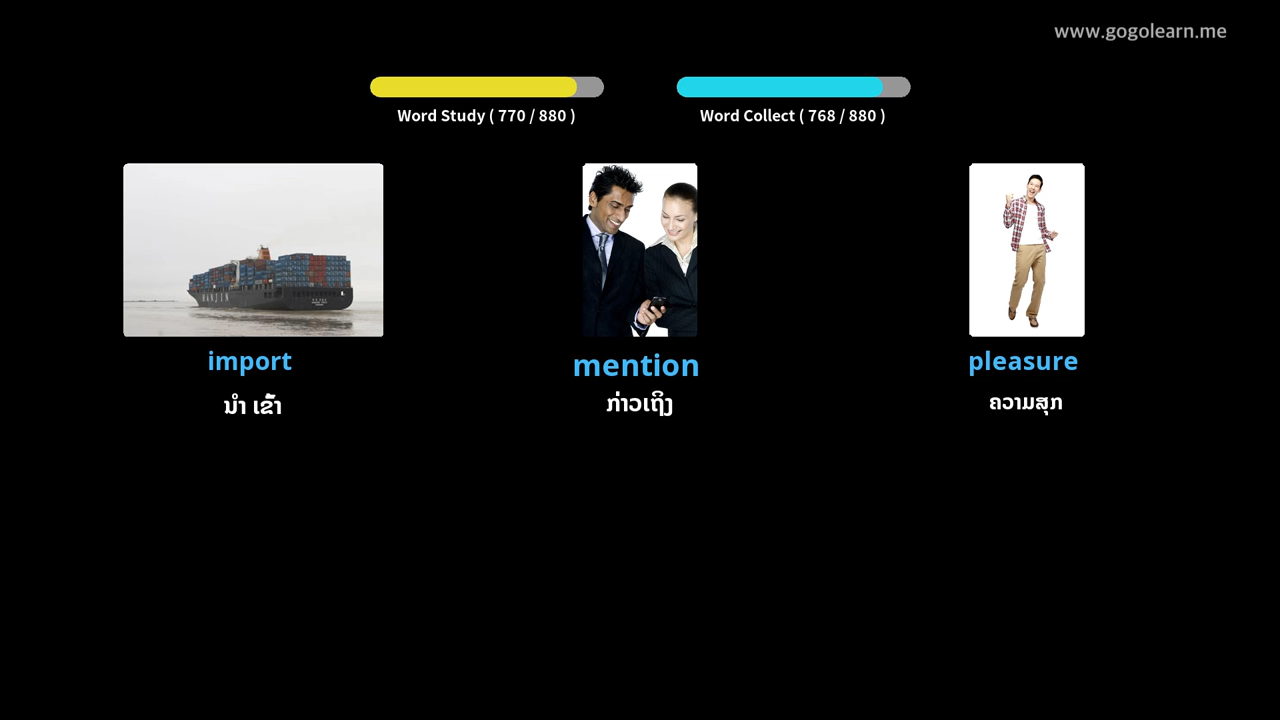 www.gogolearn.me
Word Study ( 770 / 880 )
Word Collect ( 768 / 880 )
HANJIN
import
mention
pleasure
ນຳ ເຂົ້າ
ກ່າວເຖິງ
ຄວາມສຸກ